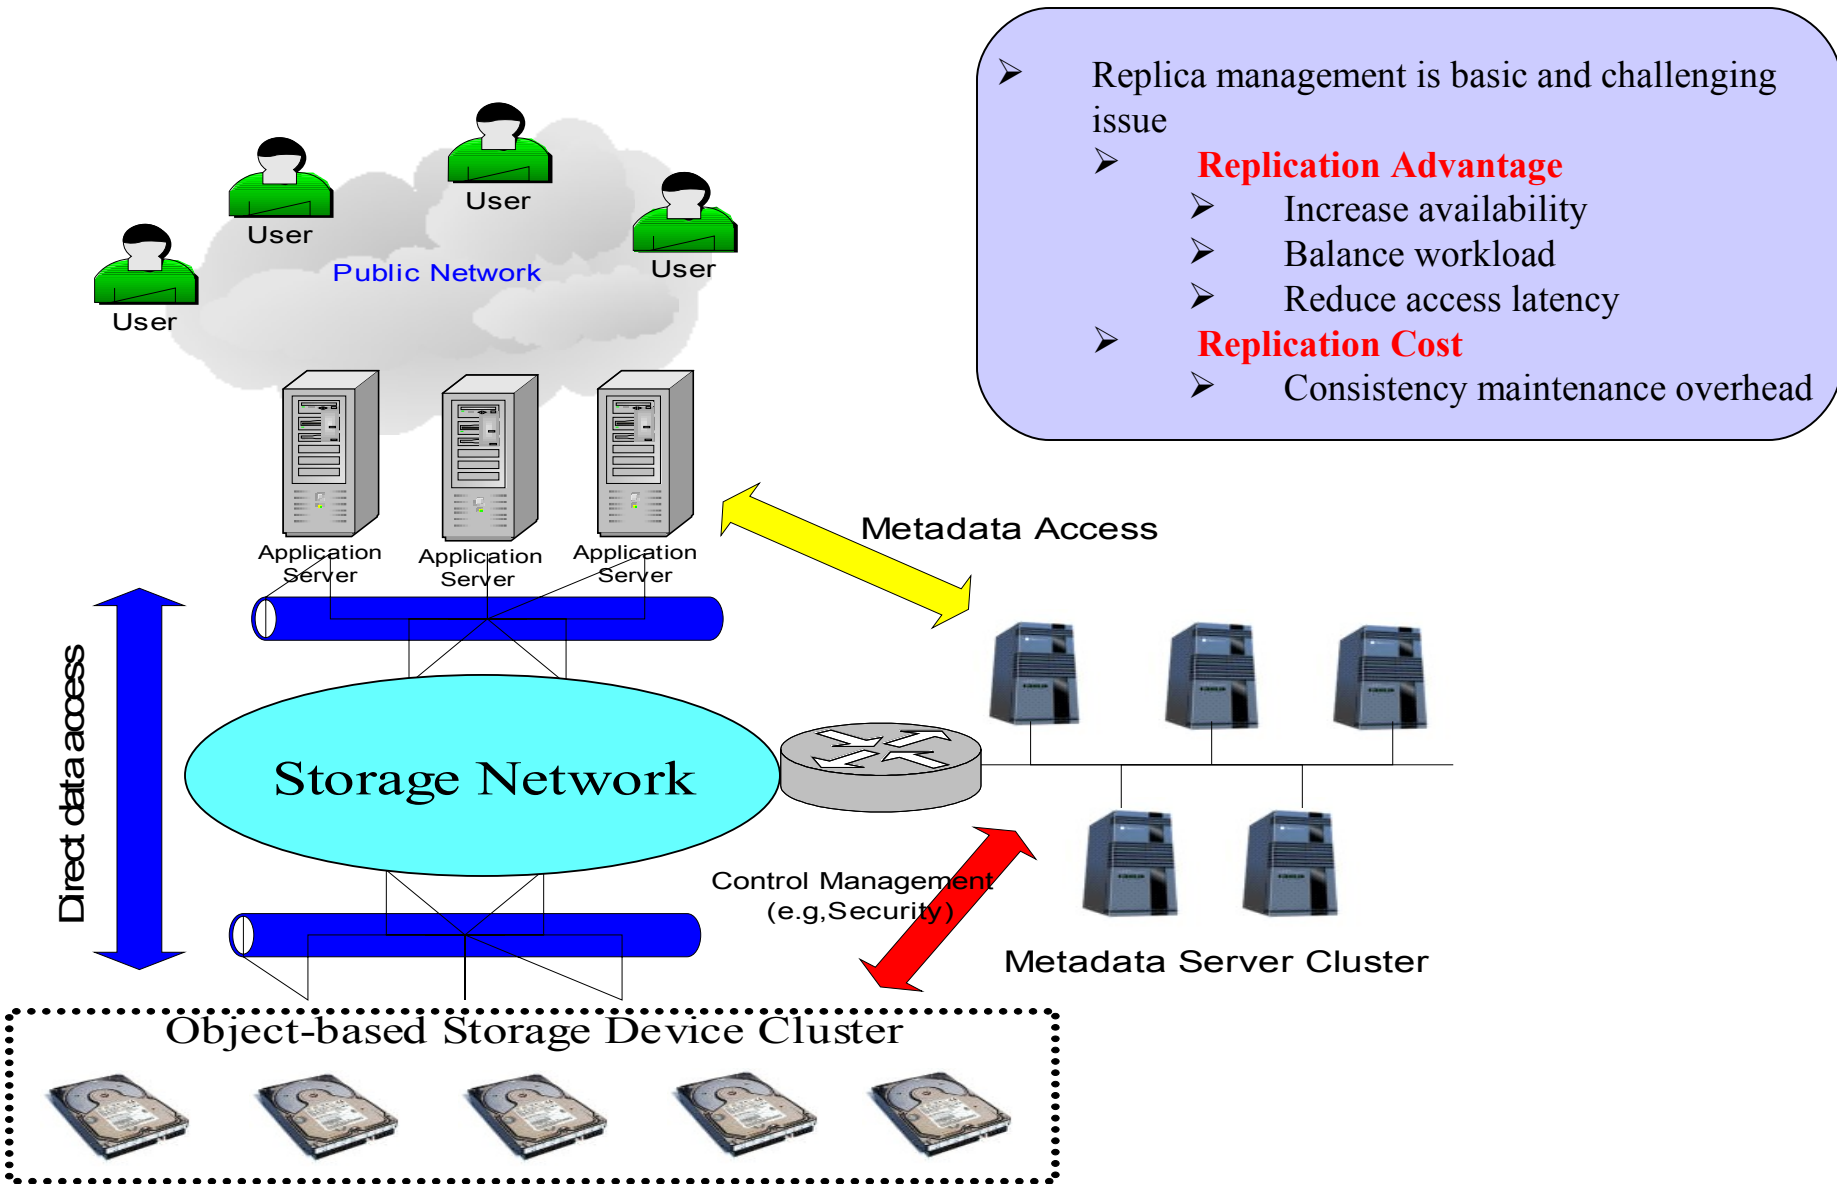 Replica management is basic and challenging
issue
Replication Advantage
Increase availability
Balance workload
Reduce access latency
Replication Cost
Consistency maintenance overhead
User
User
User
User
Public Network
Application
Server
Application
Server
Application
Server
Metadata Access
Direct data access
Storage Network
Control Management
(e.g,Security)
Metadata Server Cluster
Object-based Storage Device Cluster